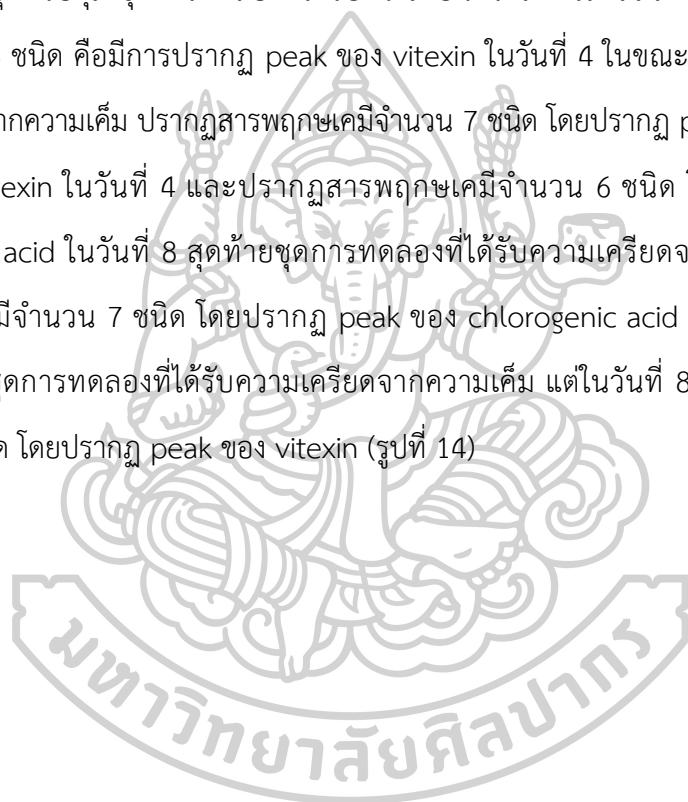 ชนิด คือมีการปรากฏ peak ของ vitexin ในวันที่ 4 ในขณะ
ากความเค็ม ปรากฏสารพฤกษเคมีจำนวน 7 ชนิด โดยปรากฏ p
exin ในวันที่ 4 และปรากฏสารพฤกษเคมีจำนวน 6 ชนิด
acid ในวันที่ 8 สุดท้ายชุดการทดลองที่ได้รับความเครียดจ
มีจำนวน 7 ชนิด โดยปรากฏ peak ของ chlorogenic acid
ชุดการทดลองที่ได้รับความเครียดจากความเค็ม แต่ในวันที่ 8
ด โดยปรากฏ peak ของ vitexin (รูปที่ 14)
มหาวิทยาลัยศิลปากร